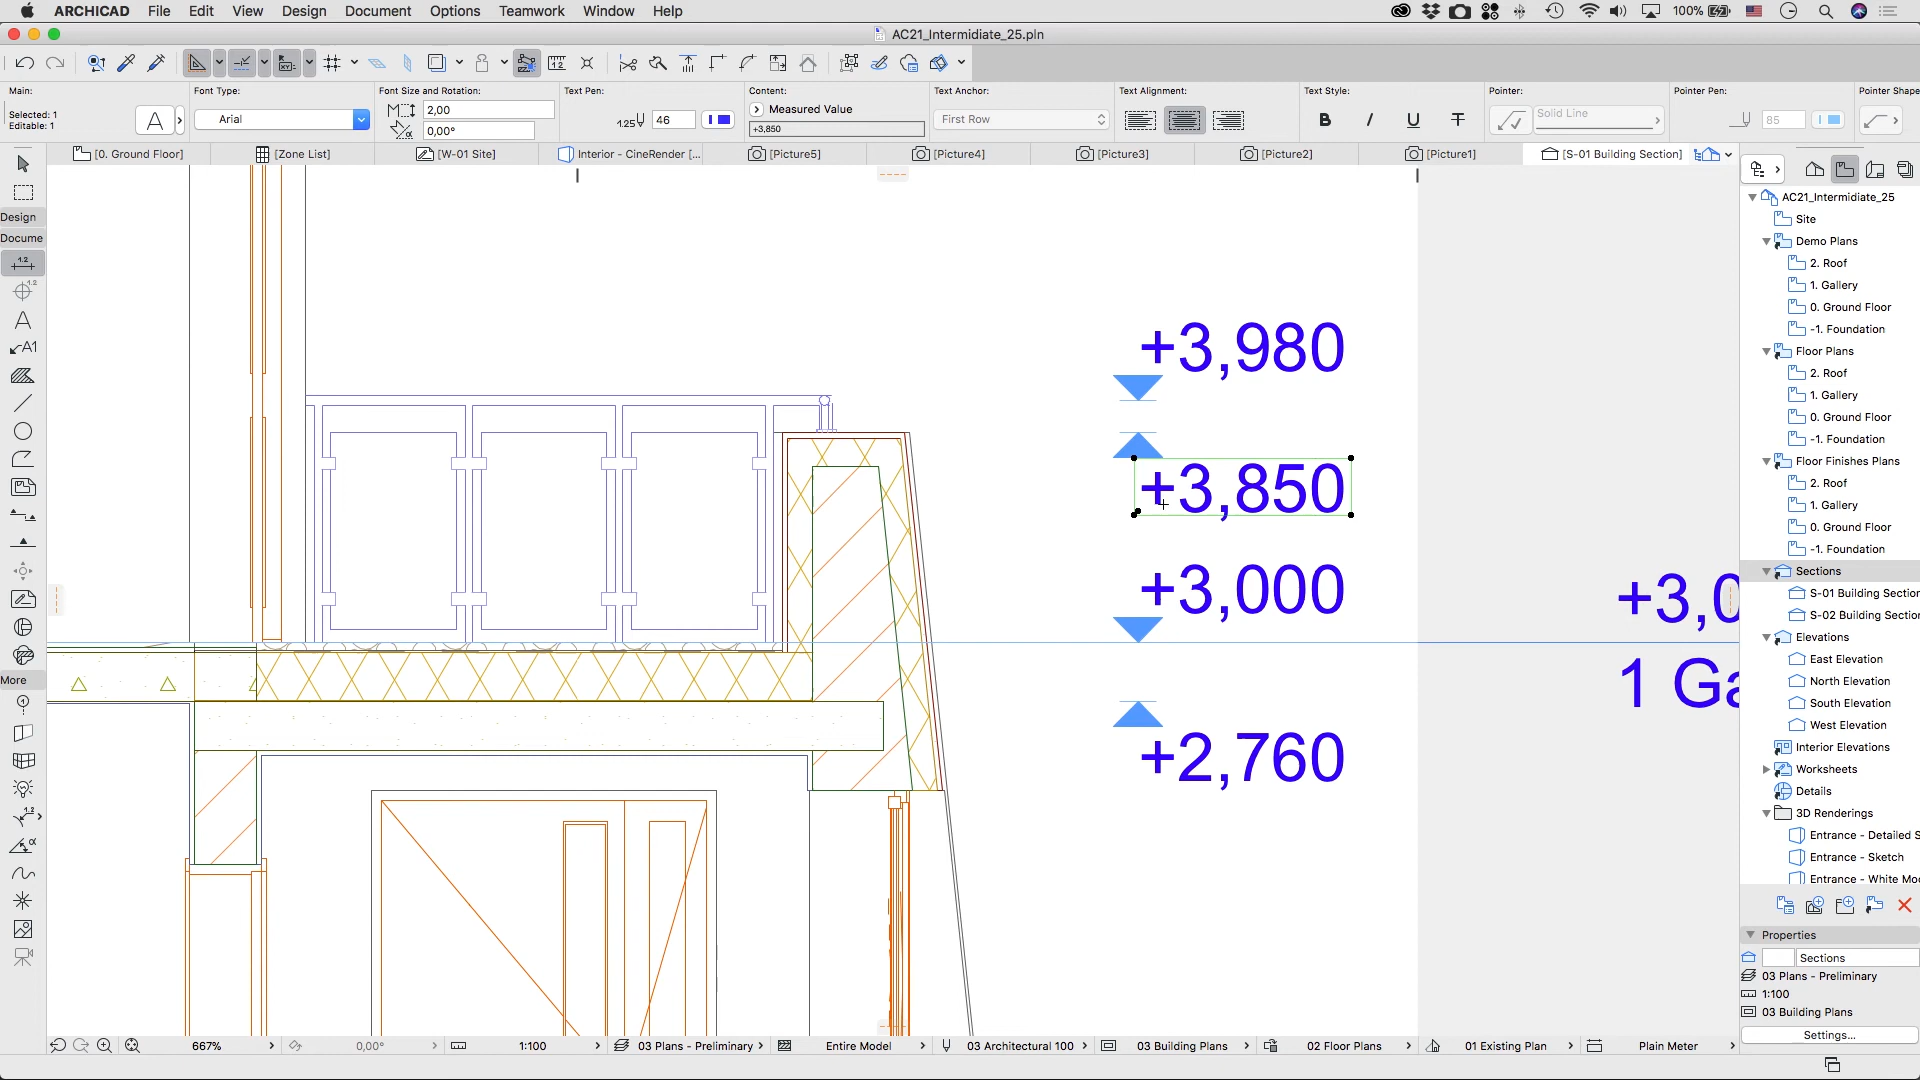 ARCHICAD File Edit View Design Document Options Teamwork Window Help 100%
AC21_Intermidiate_25.pln
Main:
Selected: 1
Editable: 1
Font Type:
Arial
Font Size and Rotation:
2,00
0,00°
Text Pen:
1.25
46
Content:
Measured Value
+3,850
Text Anchor:
First Row
Text Alignment:
Text Style:
B I U T
Pointer:
Solid Line
Pointer Pen:
85
Pointer Shape
[0. Ground Floor]
[Zone List]
[W-01 Site]
Interior - CineRender [...
[Picture5]
[Picture4]
[Picture3]
[Picture2]
[Picture1]
[S-01 Building Section]
Design
Docume
More
+3,980
+3,850
+3,000
+2,760
+3,0
1 Ga
AC21_Intermidiate_25
Site
Demo Plans
2. Roof
1. Gallery
0. Ground Floor
-1. Foundation
Floor Plans
2. Roof
1. Gallery
0. Ground Floor
-1. Foundation
Floor Finishes Plans
2. Roof
1. Gallery
0. Ground Floor
-1. Foundation
Sections
S-01 Building Section
S-02 Building Section
Elevations
East Elevation
North Elevation
South Elevation
West Elevation
Interior Elevations
Worksheets
Details
3D Renderings
Entrance - Detailed S
Entrance - Sketch
Entrance - White Mo
Properties
Sections
03 Plans - Preliminary
1:100
03 Building Plans
Settings...
667%
0,00°
1:100
03 Plans - Preliminary
Entire Model
03 Architectural 100
03 Building Plans
02 Floor Plans
01 Existing Plan
Plain Meter